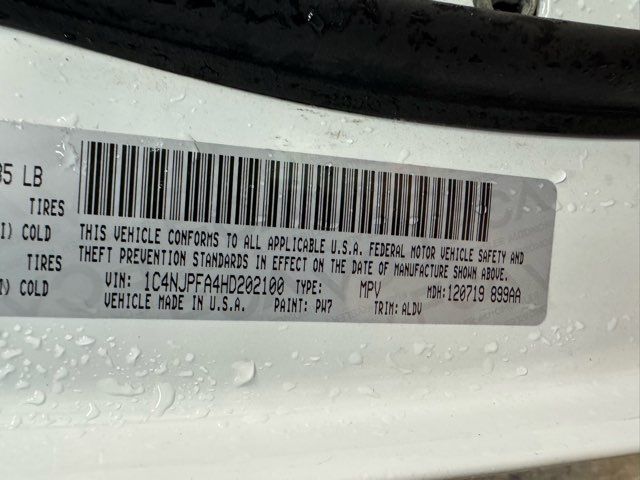 35 LB
TIRES
I) COLD
TIRES
I) COLD
THIS VEHICLE CONFORMS TO ALL APPLICABLE U.S.A. FEDERAL MOTOR VEHICLE SAFETY AND
THEFT PREVENTION STANDARDS IN EFFECT ON THE DATE OF MANUFACTURE SHOWN ABOVE.
VIN: 1C4NJPFA4HD202100 TYPE: MPV MDH:120719 899AA
VEHICLE MADE IN U.S.A. PAINT: PW7 TRIM: ALDV